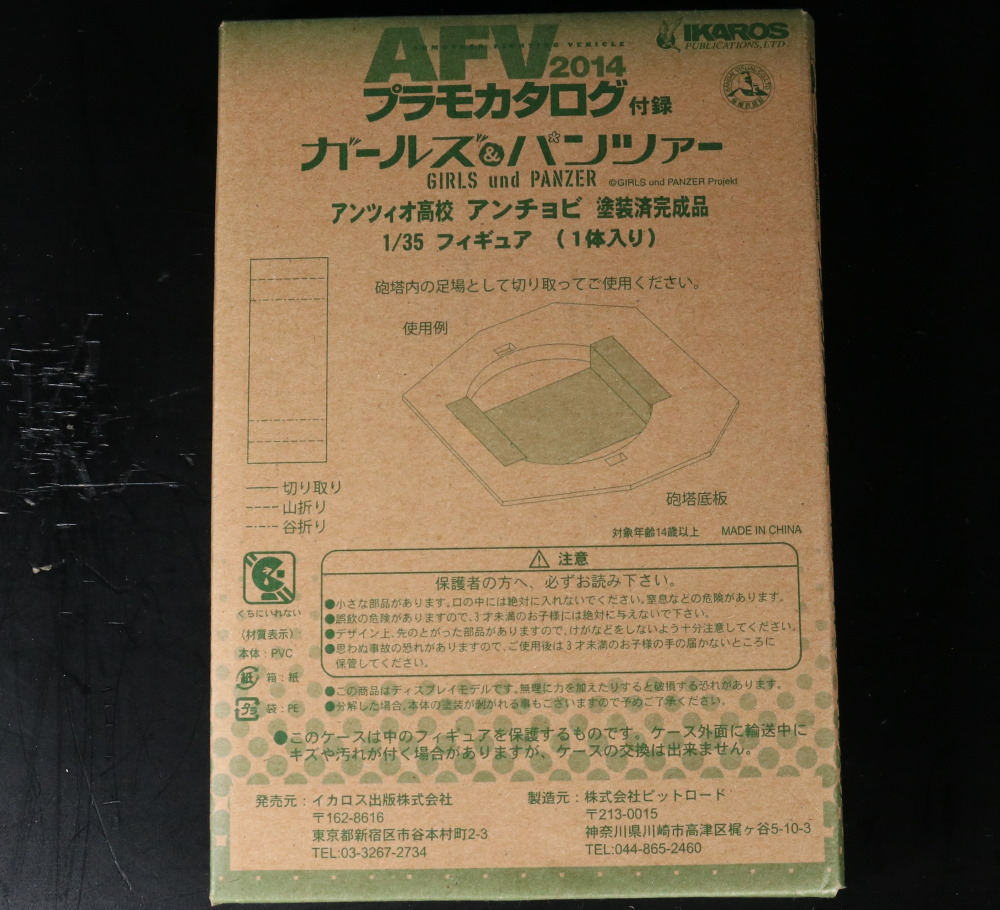 AFV
ARMOURED FIGHTING VEHICLE
2014
IKAROS
PUBLICATIONS, LTD.
プラモカタログ 付録
ガールズ&パンツァー
GIRLS und PANZER ©GIRLS und PANZER Projekt
アンツィオ高校 アンチョビ 塗装済完成品
1/35 フィギュア （1体入り）
砲塔内の足場として切り取ってご使用ください。
使用例
砲塔底板
切り取り
山折り
谷折り
対象年齢14歳以上 MADE IN CHINA
注意
保護者の方へ、必ずお読み下さい。
●小さな部品があります。口の中には絶対に入れないでください。窒息などの危険があります。
●誤飲の危険がありますので、3才未満のお子様には絶対に与えないで下さい。
●デザイン上、先のとがった部品がありますので、けがなどをしないよう十分注意してください。
●思わぬ事故の恐れがありますので、ご使用後は3才未満のお子様の手の届かないところに
保管してください。
くちにいれない
〈材質表示〉
本体：PVC
紙 箱：紙
プラ 袋：PE
●この商品はディスプレイモデルです。無理に力を加えたりすると破損する恐れがあります。
●分解した場合、本体の塗装が剥がれる事もございますので予めご了承ください。
●このケースは中のフィギュアを保護するものです。ケース外面に輸送中に
キズや汚れが付く場合がありますが、ケースの交換は出来ません。
発売元：イカロス出版株式会社
〒162-8616
東京都新宿区市谷本村町2-3
TEL:03-3267-2734
製造元：株式会社ピットロード
〒213-0015
神奈川県川崎市高津区梶ヶ谷5-10-3
TEL:044-865-2460